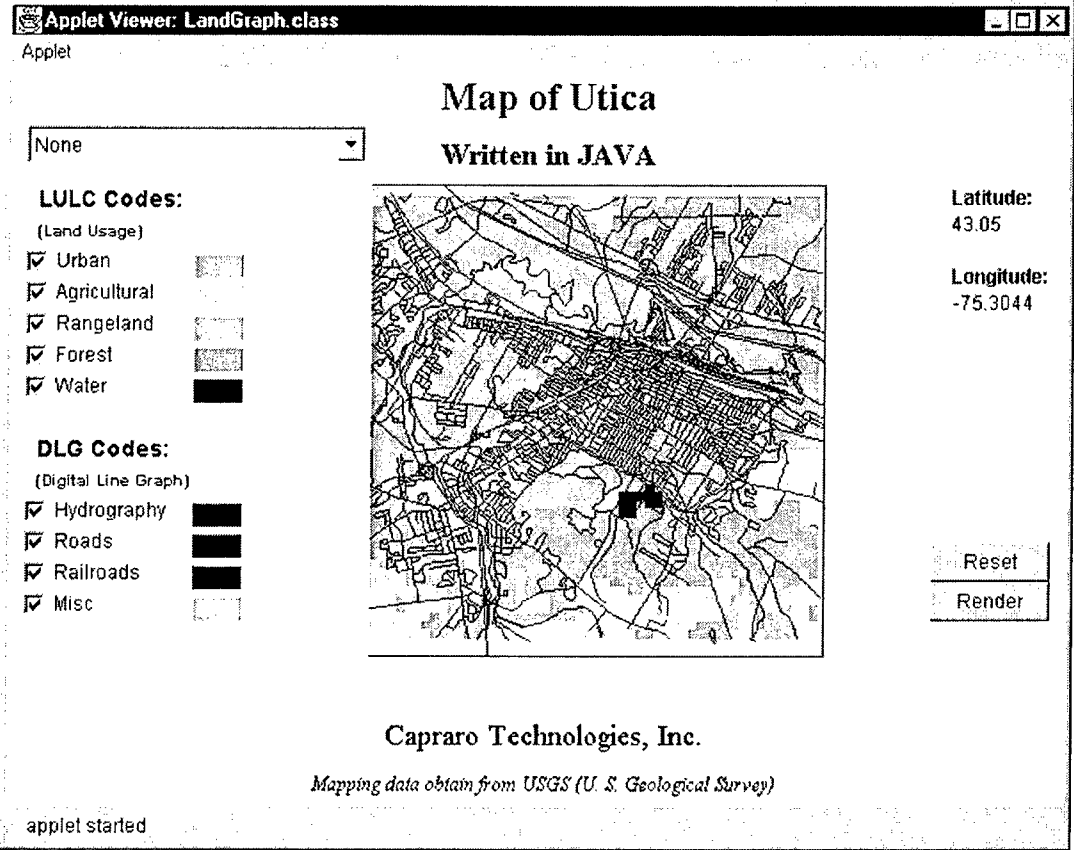 Applet Viewer: LandGraph.class
Applet
Map of Utica
None
Written in JAVA
LULC Codes:
(Land Usage)
Urban
Agricultural
Rangeland
Forest
Water
DLG Codes:
(Digital Line Graph)
Hydrography
Roads
Railroads
Misc
Latitude:
43.05
Longitude:
-75.3044
Reset
Render
Capraro Technologies, Inc.
Mapping data obtain from USGS (U. S. Geological Survey)
applet started